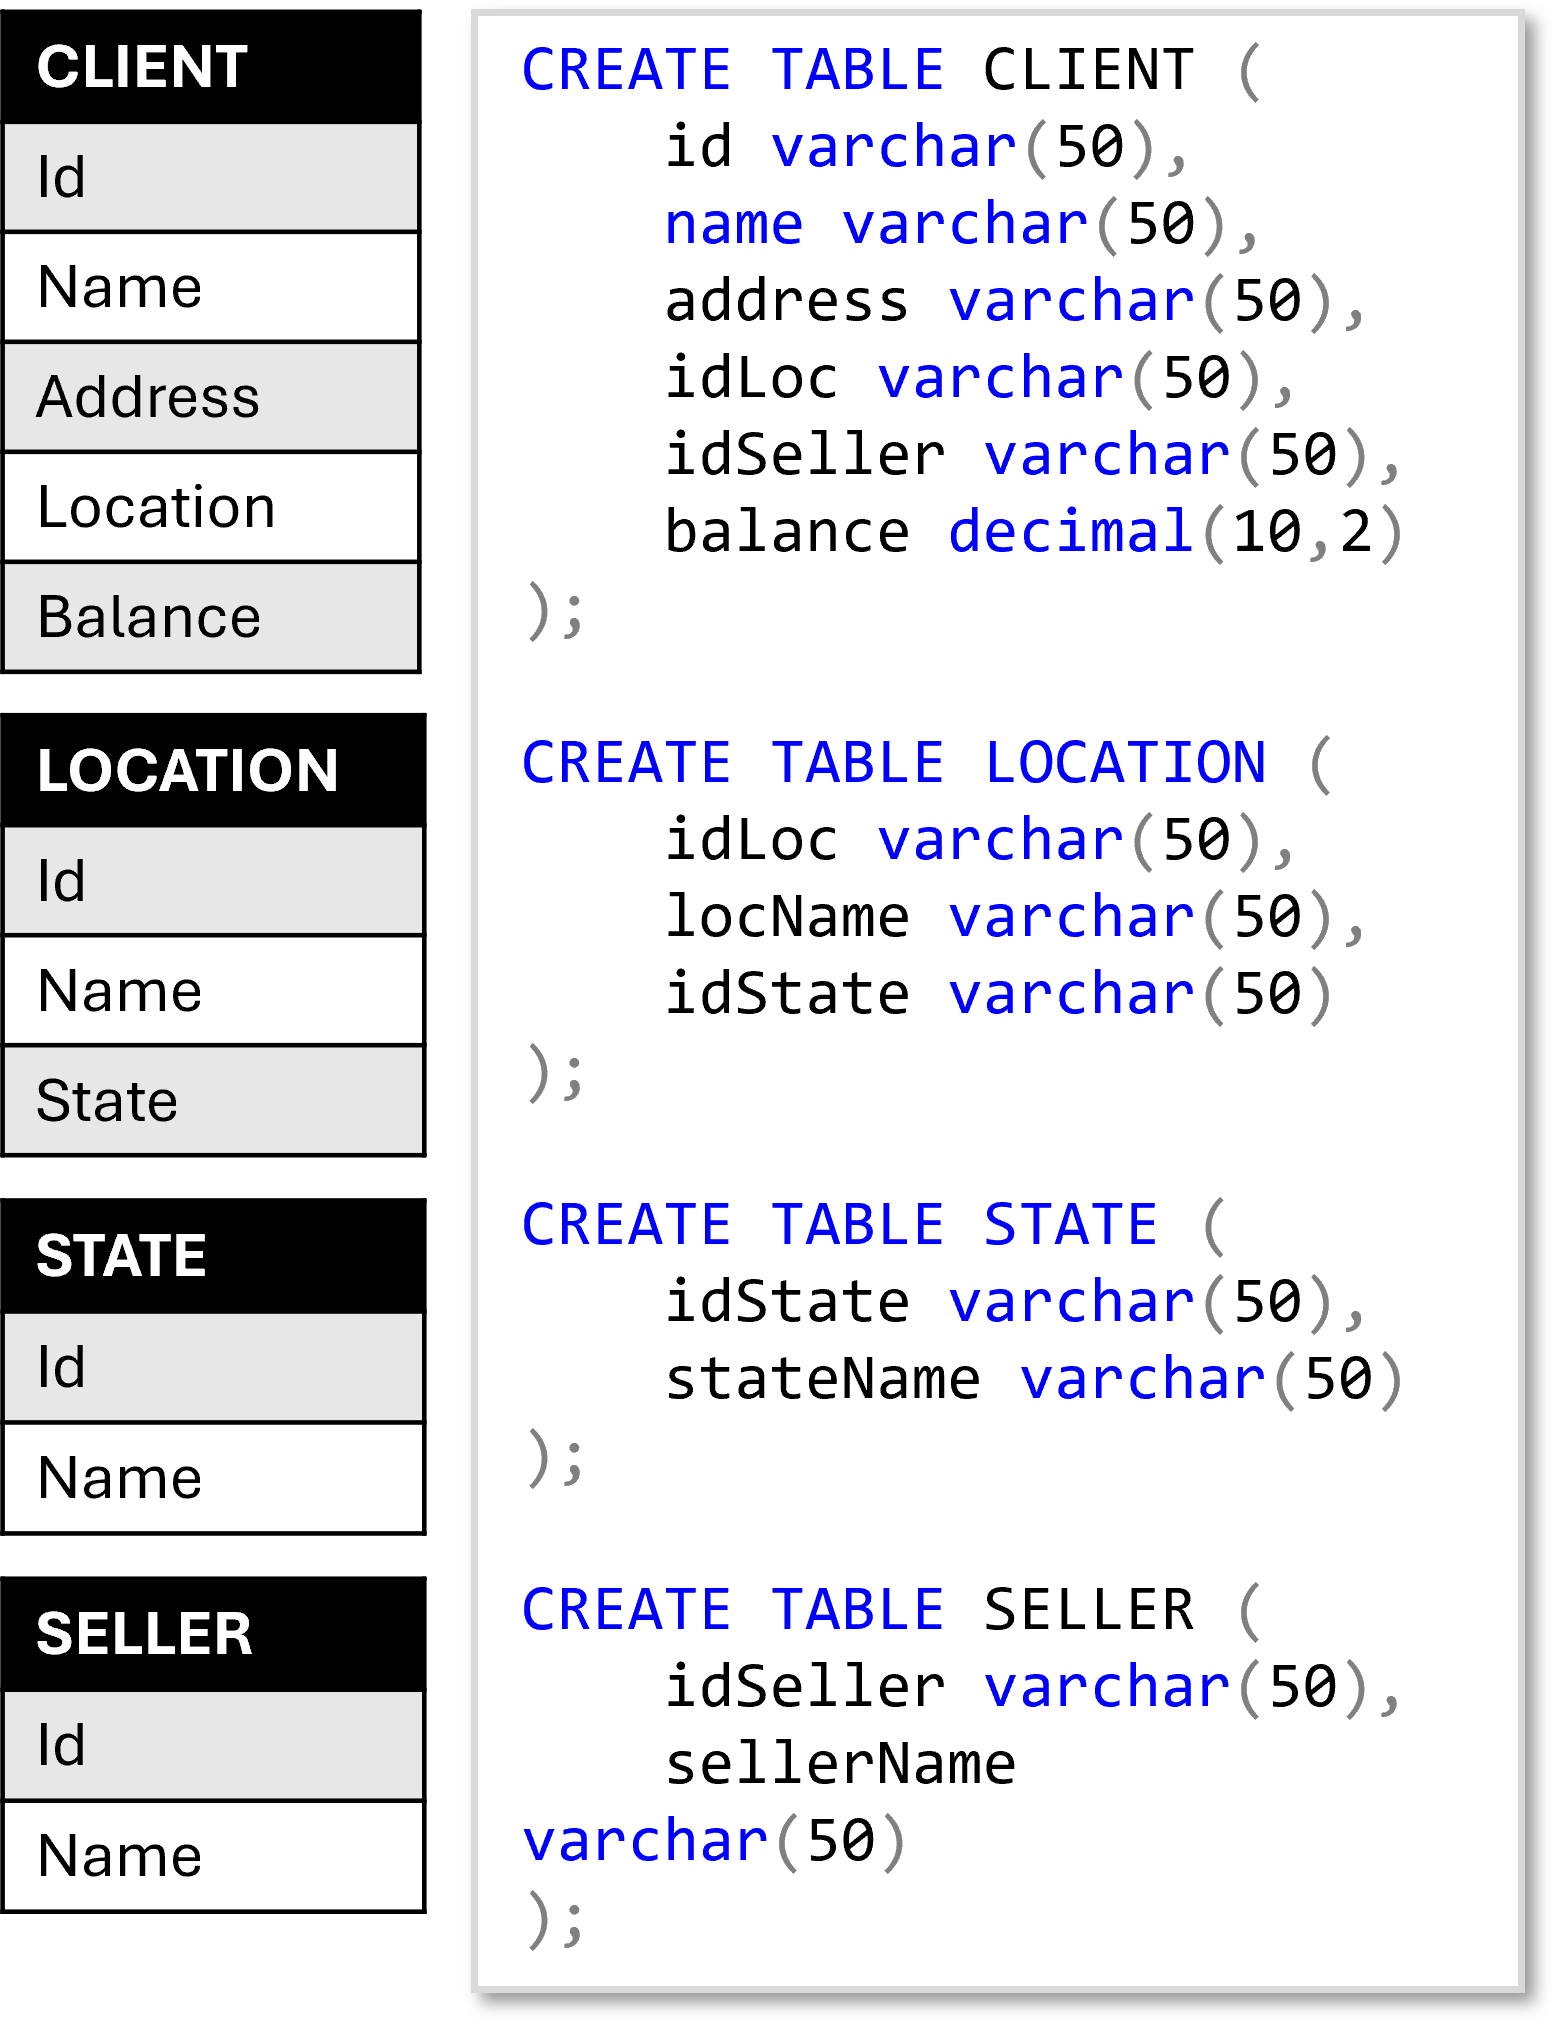 CLIENT
Id
Name
Address
Location
Balance
LOCATION
Id
Name
State
STATE
Id
Name
SELLER
Id
Name
CREATE TABLE CLIENT (
id varchar(50),
name varchar(50),
address varchar(50),
idLoc varchar(50),
idSeller varchar(50),
balance decimal(10,2)
);
CREATE TABLE LOCATION (
idLoc varchar(50),
locName varchar(50),
idState varchar(50)
);
CREATE TABLE STATE (
idState varchar(50),
stateName varchar(50)
);
CREATE TABLE SELLER (
idSeller varchar(50),
sellerName
varchar(50)
);